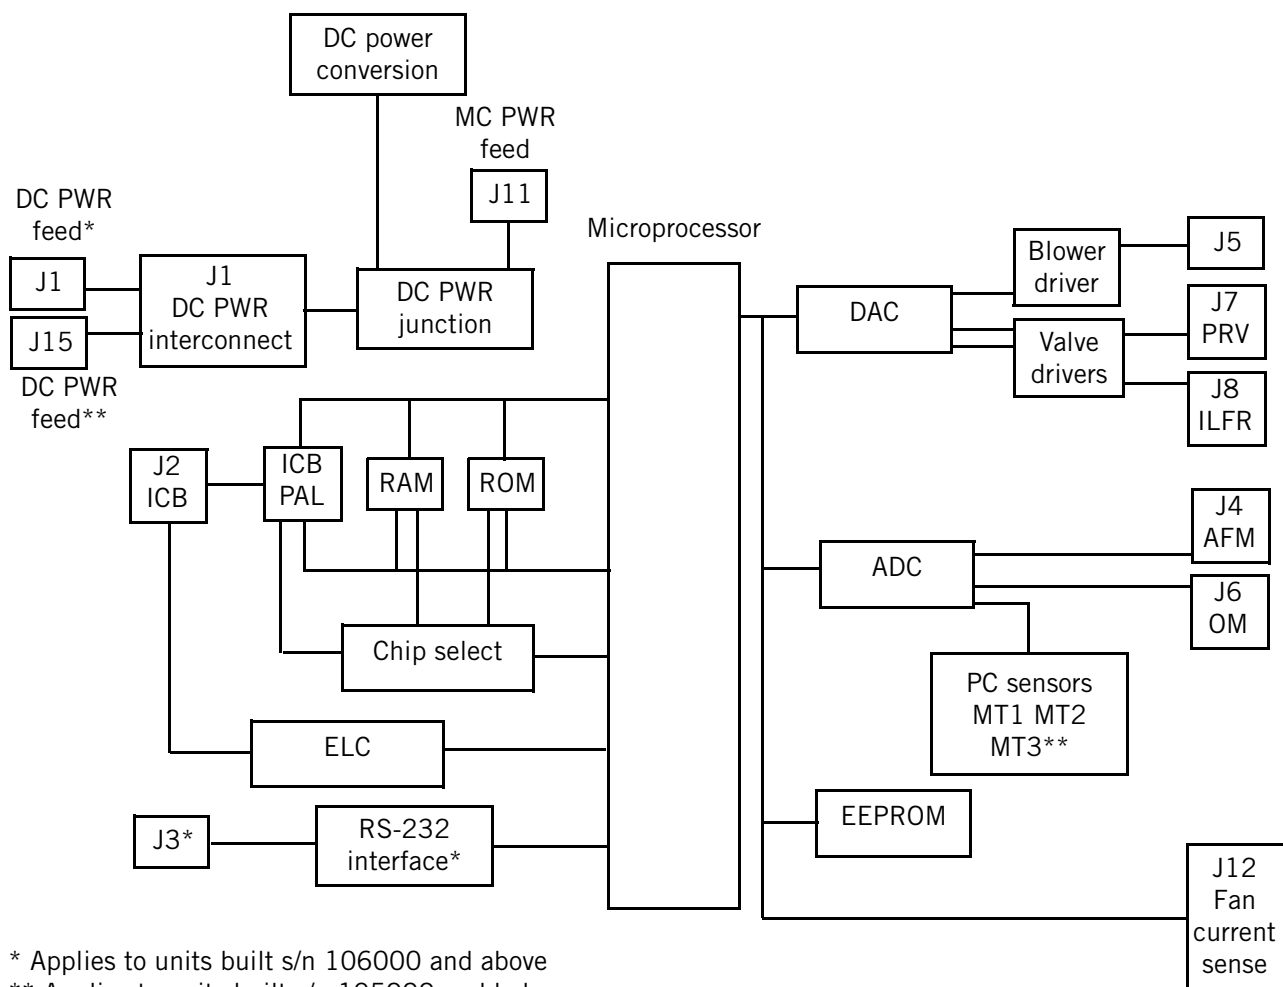 DC power
conversion
MC PWR
feed
J11
DC PWR
feed*
J1
J15
DC PWR
feed**
J1
DC PWR
interconnect
DC PWR
junction
Microprocessor
DAC
Blower
driver
Valve
drivers
J5
J7
PRV
J8
ILFR
J2
ICB
ICB
PAL
RAM
ROM
Chip select
ELC
J3*
RS-232
interface*
ADC
J4
AFM
J6
OM
PC sensors
MT1 MT2
MT3**
EEPROM
J12
Fan
current
sense
* Applies to units built s/n 106000 and above